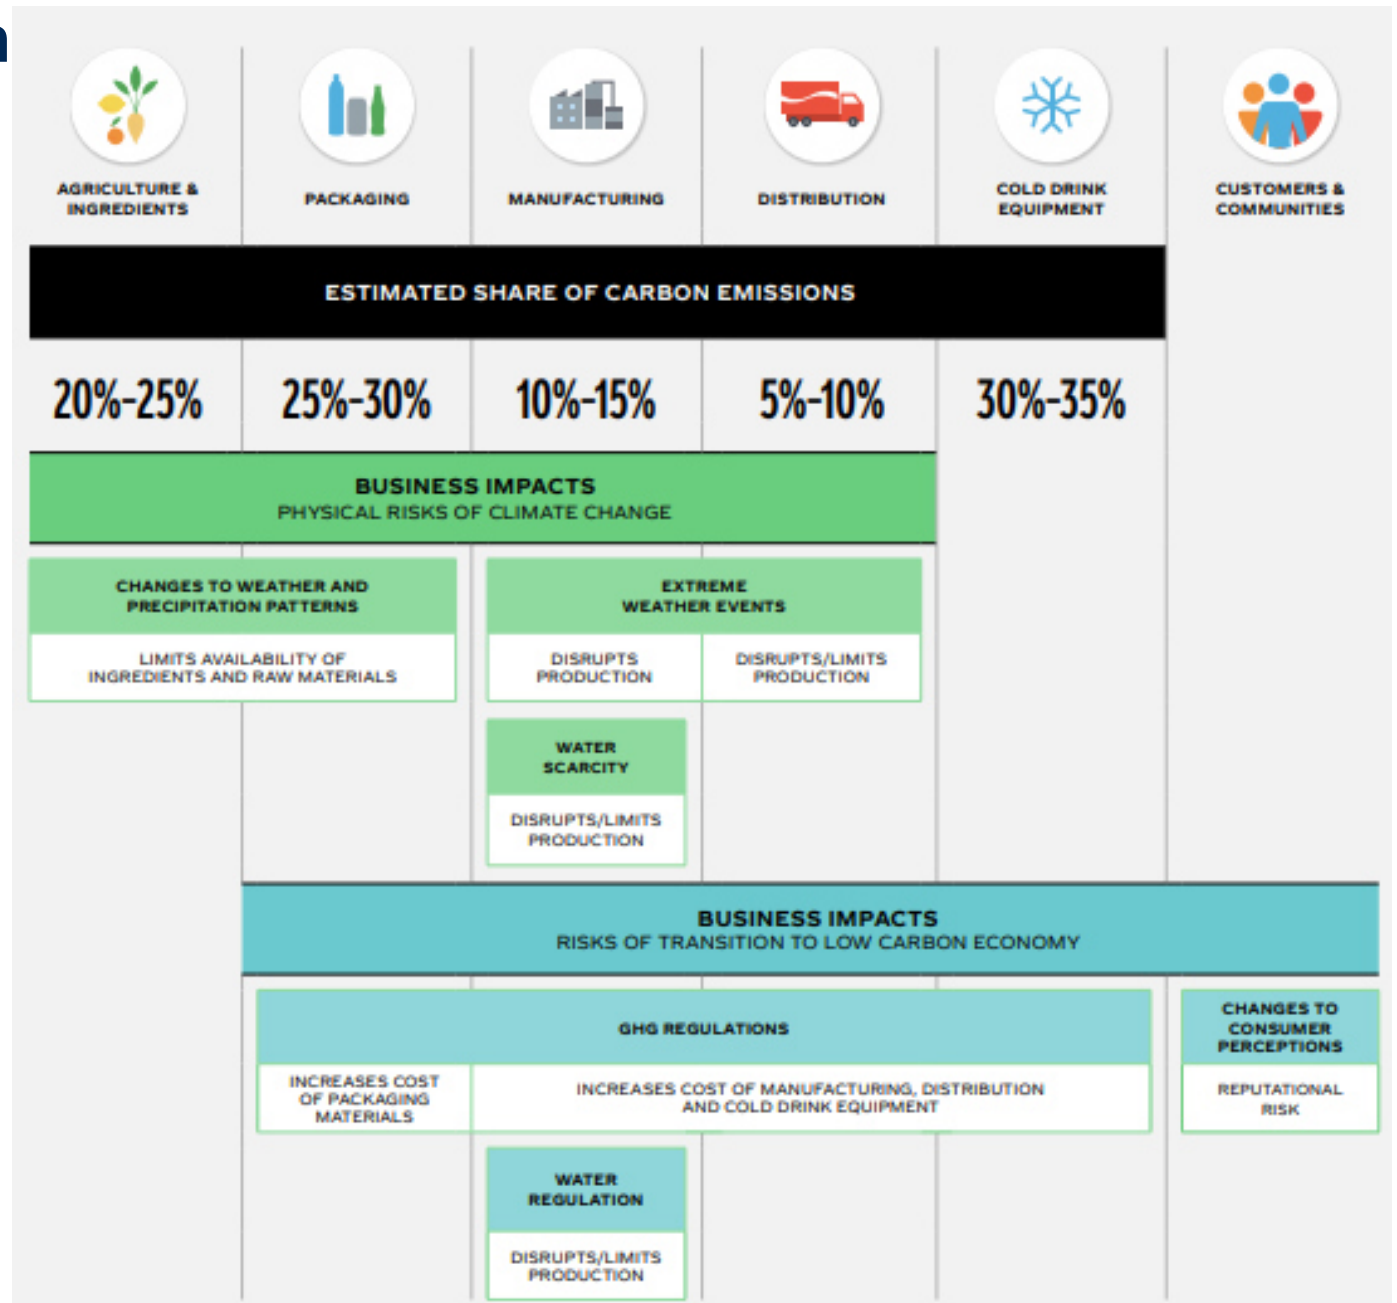 n
AGRICULTURE &
INGREDIENTS
PACKAGING
MANUFACTURING
DISTRIBUTION
COLD DRINK
EQUIPMENT
CUSTOMERS &
COMMUNITIES
ESTIMATED SHARE OF CARBON EMISSIONS
20%-25%
25%-30%
10%-15%
5%-10%
30%-35%
BUSINESS IMPACTS
PHYSICAL RISKS OF CLIMATE CHANGE
CHANGES TO WEATHER AND
PRECIPITATION PATTERNS
LIMITS AVAILABILITY OF
INGREDIENTS AND RAW MATERIALS
EXTREME
WEATHER EVENTS
DISRUPTS
PRODUCTION
DISRUPTS/LIMITS
PRODUCTION
WATER
SCARCITY
DISRUPTS/LIMITS
PRODUCTION
BUSINESS IMPACTS
RISKS OF TRANSITION TO LOW CARBON ECONOMY
GHG REGULATIONS
INCREASES COST
OF PACKAGING
MATERIALS
INCREASES COST OF MANUFACTURING, DISTRIBUTION
AND COLD DRINK EQUIPMENT
CHANGES TO
CONSUMER
PERCEPTIONS
REPUTATIONAL
RISK
WATER
REGULATION
DISRUPTS/LIMITS
PRODUCTION